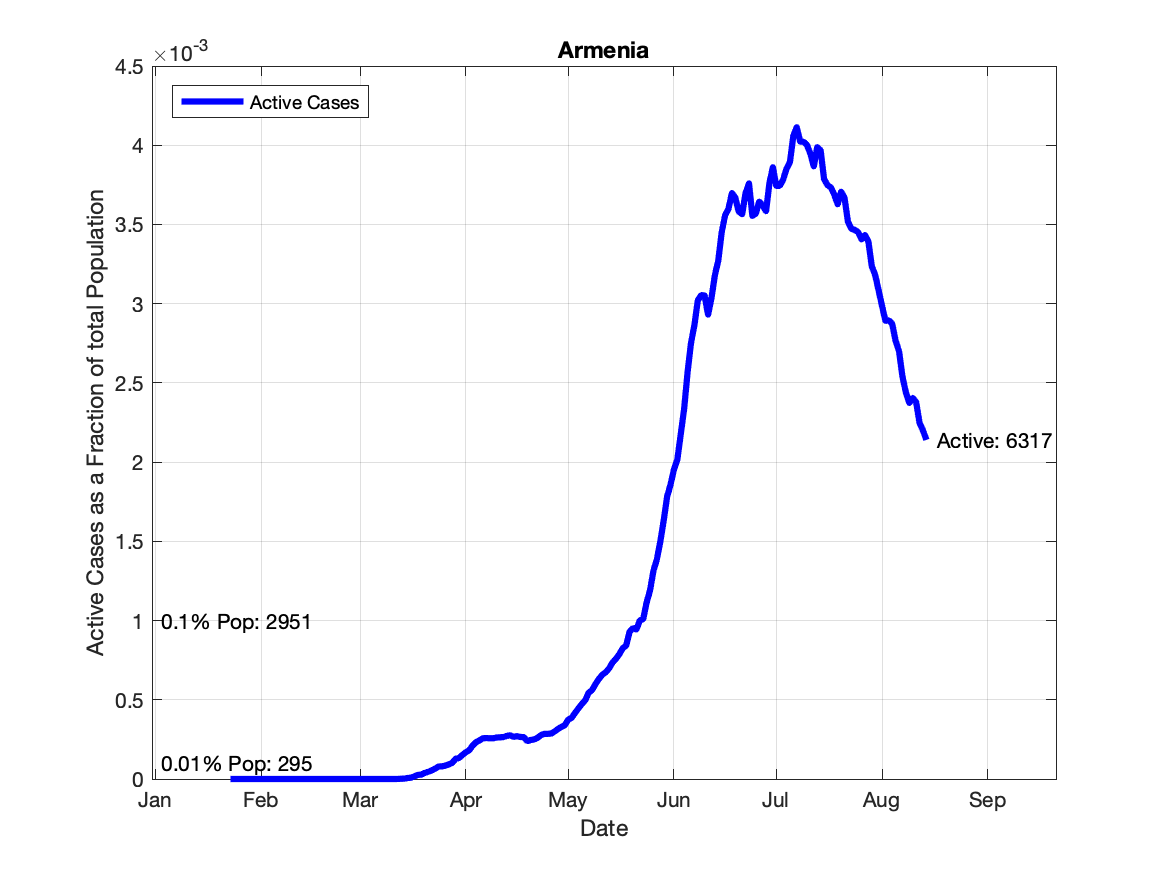 Armenia
×10-3
4.5
4
3.5
3
2.5
2
1.5
1
0.5
0
Active Cases as a Fraction of total Population
Active Cases
Active: 6317
0.1% Pop: 2951
0.01% Pop: 295
Jan Feb Mar Apr May Jun Jul Aug Sep
Date